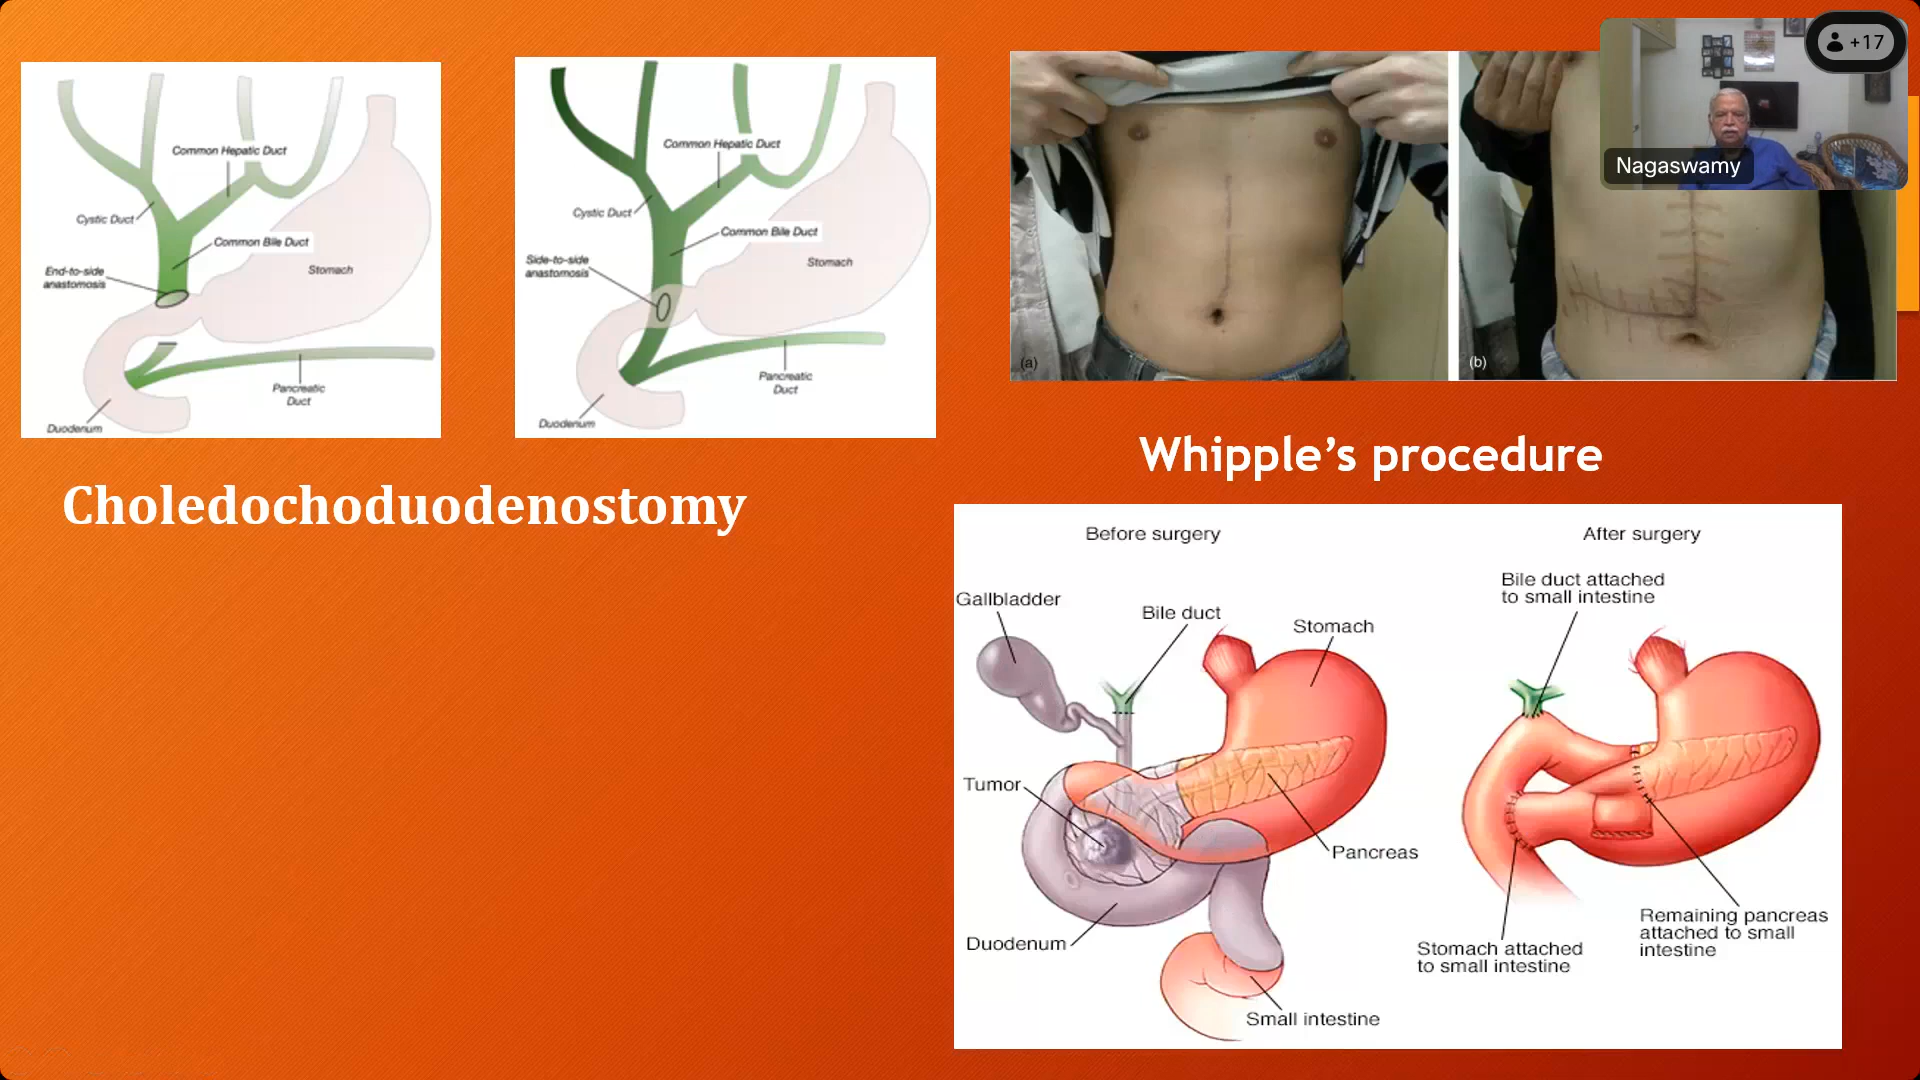 Common Hepatic Duct
Cystic Duct
Common Bile Duct
End-to-side
anastomosis
Stomach
Pancreatic
Duct
Duodenum
Common Hepatic Duct
Cystic Duct
Common Bile Duct
Side-to-side
anastomosis
Stomach
Pancreatic
Duct
Duodenum
Choledochoduodenostomy
(a)
(b)
+17
Nagaswamy
Whipple’s procedure
Before surgery
Gallbladder
Bile duct
Stomach
Tumor
Pancreas
Duodenum
Small intestine
After surgery
Bile duct attached
to small intestine
Remaining pancreas
attached to small
intestine
Stomach attached
to small intestine